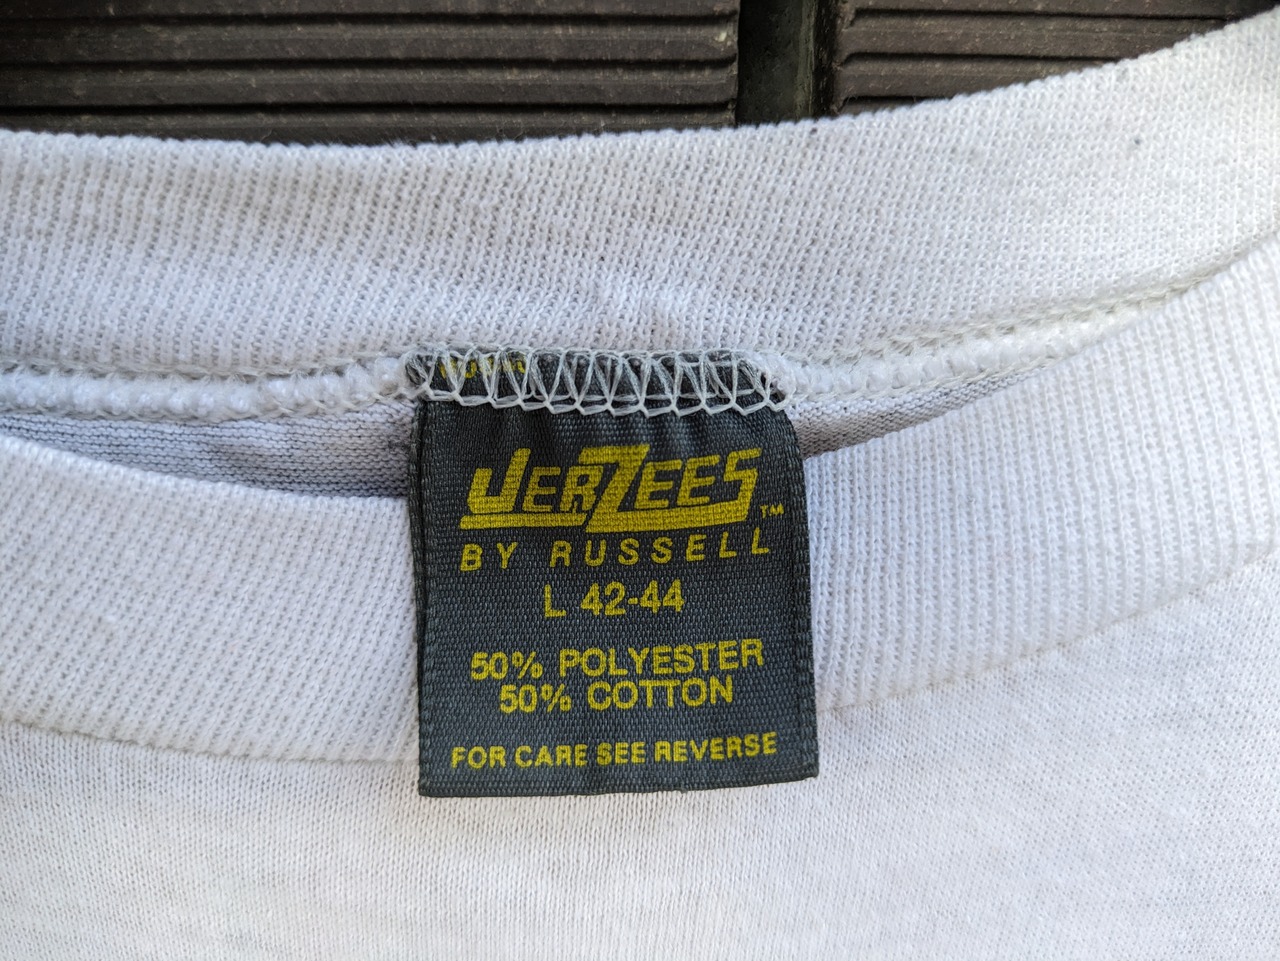 JERZEES™
BY RUSSELL
L 42-44
50% POLYESTER
50% COTTON
FOR CARE SEE REVERSE